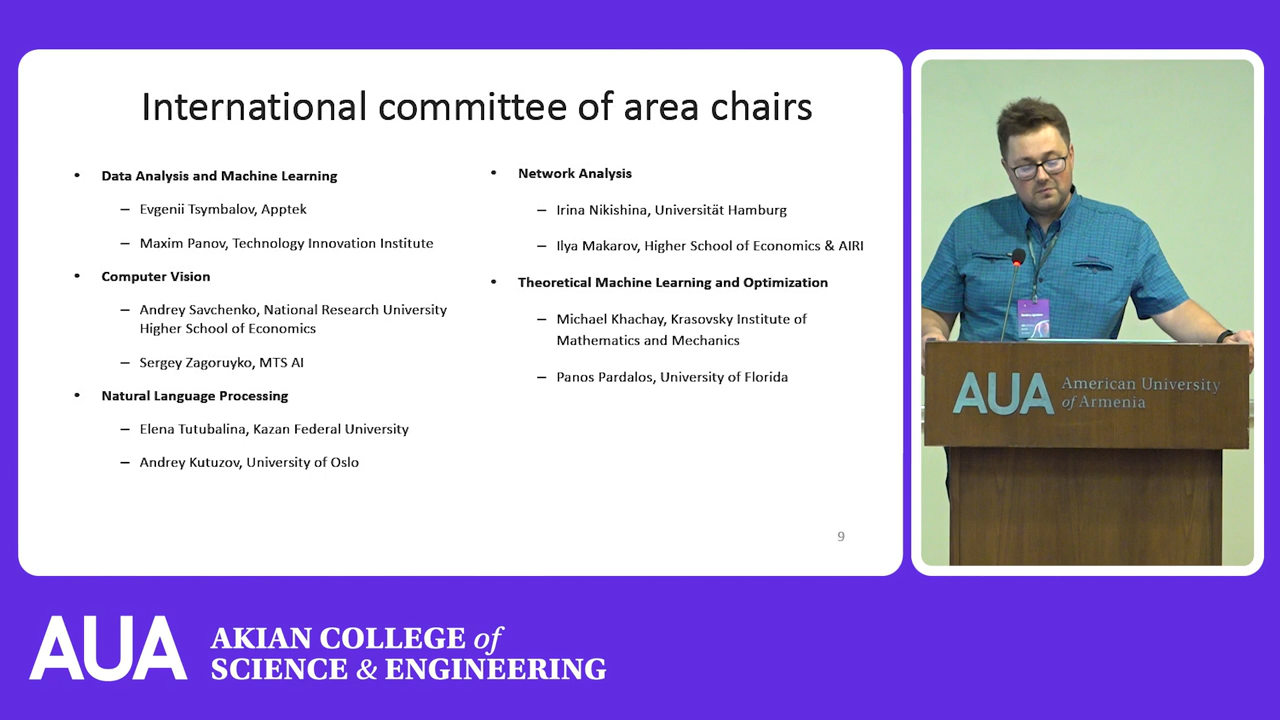 International committee of area chairs
• Data Analysis and Machine Learning
– Evgenii Tsymbalov, Apptek
– Maxim Panov, Technology Innovation Institute
• Computer Vision
– Andrey Savchenko, National Research University
Higher School of Economics
– Sergey Zagoruyko, MTS AI
• Natural Language Processing
– Elena Tutubalina, Kazan Federal University
– Andrey Kutuzov, University of Oslo
• Network Analysis
– Irina Nikishina, Universität Hamburg
– Ilya Makarov, Higher School of Economics & AIRI
• Theoretical Machine Learning and Optimization
– Michael Khachay, Krasovsky Institute of
Mathematics and Mechanics
– Panos Pardalos, University of Florida
9
AUA American University
of Armenia
AUA AKIAN COLLEGE of
SCIENCE & ENGINEERING